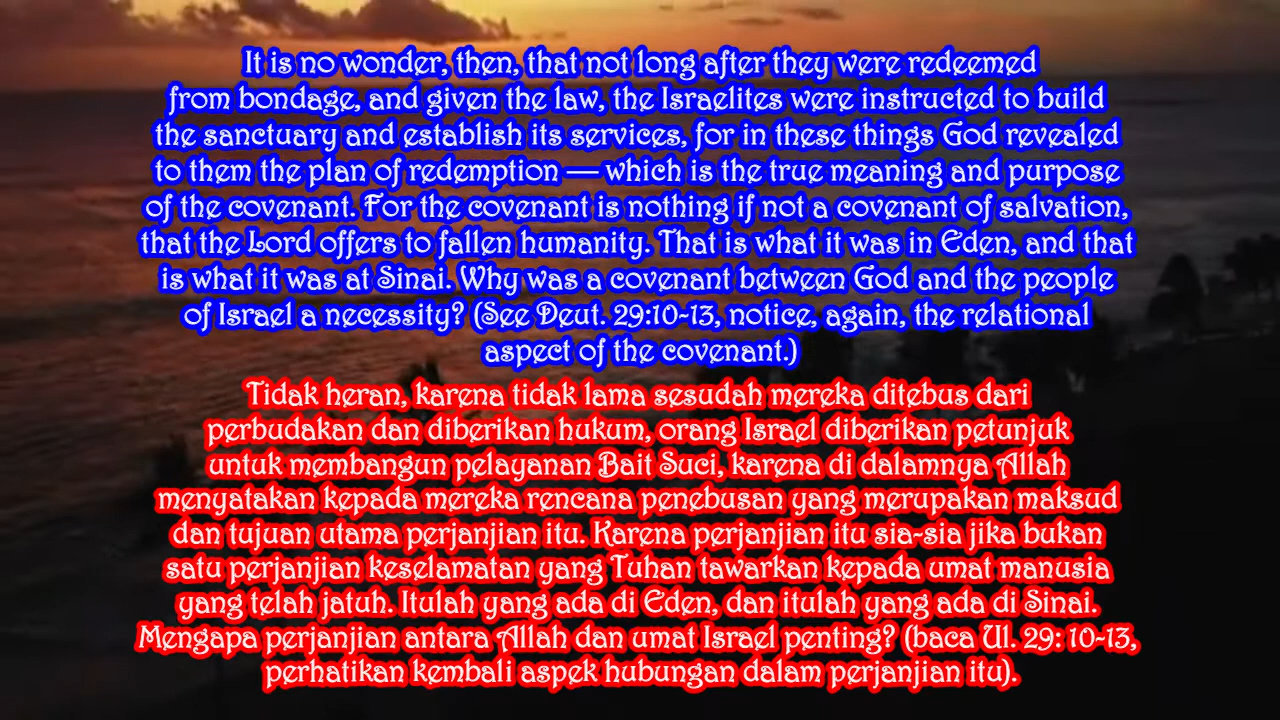 It is no wonder, then, that not long after they were redeemed
from bondage, and given the law, the Israelites were instructed to build
the sanctuary and establish its services, for in these things God revealed
to them the plan of redemption — which is the true meaning and purpose
of the covenant. For the covenant is nothing if not a covenant of salvation,
that the Lord offers to fallen humanity. That is what it was in Eden, and that
is what it was at Sinai. Why was a covenant between God and the people
of Israel a necessity? (See Deut. 29:10-13, notice, again, the relational
aspect of the covenant.)
Tidak heran, karena tidak lama sesudah mereka ditebus dari
perbudakan dan diberikan hukum, orang Israel diberikan petunjuk
untuk membangun pelayanan Bait Suci, karena di dalamnya Allah
menyatakan kepada mereka rencana penebusan yang merupakan maksud
dan tujuan utama perjanjian itu. Karena perjanjian itu sia-sia jika bukan
satu perjanjian keselamatan yang Tuhan tawarkan kepada umat manusia
yang telah jatuh. Itulah yang ada di Eden, dan itulah yang ada di Sinai.
Mengapa perjanjian antara Allah dan umat Israel penting? (baca Ul. 29: 10-13,
perhatikan kembali aspek hubungan dalam perjanjian itu).